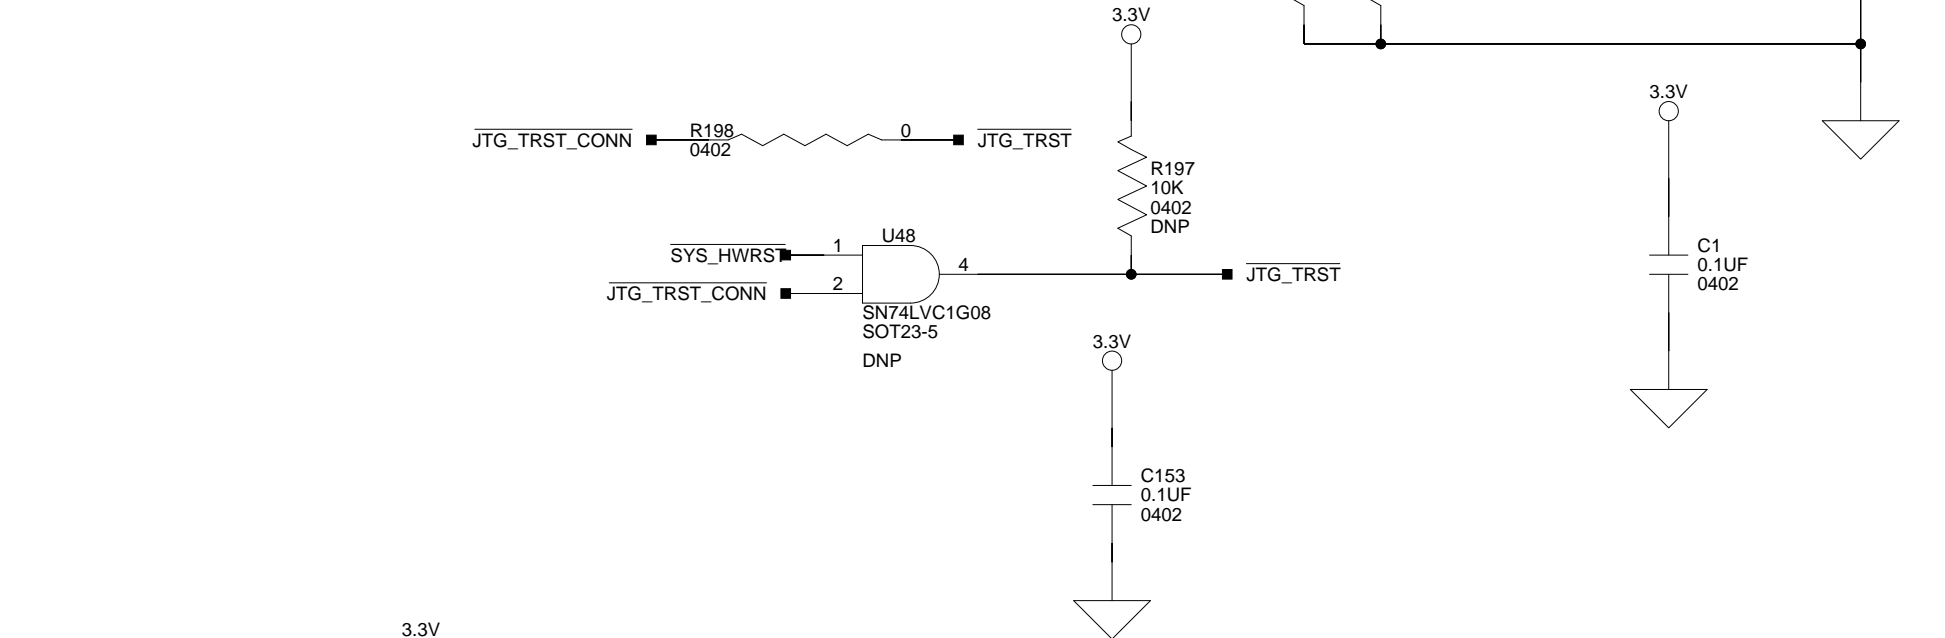 3.3V
3.3V
JTG_TRST_CONN
R198
0402
0
JTG_TRST
R197
10K
0402
DNP
SYS_HWRST
1
JTG_TRST_CONN
2
U48
4
SN74LVC1G08
SOT23-5
DNP
JTG_TRST
C1
0.1UF
0402
3.3V
C153
0.1UF
0402
3.3V